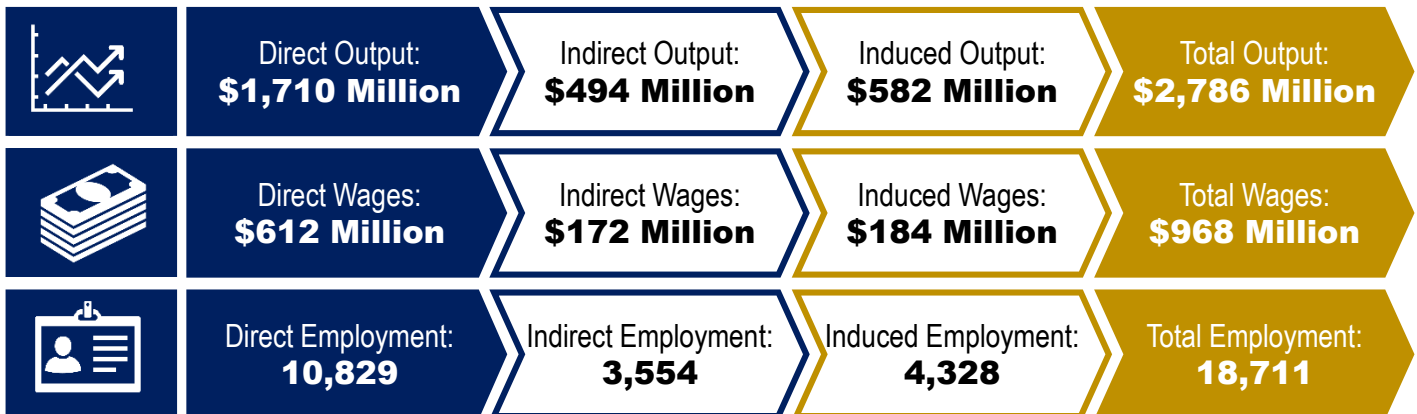 Direct Output:
$1,710 Million
Indirect Output:
$494 Million
Induced Output:
$582 Million
Total Output:
$2,786 Million
Direct Wages:
$612 Million
Indirect Wages:
$172 Million
Induced Wages:
$184 Million
Total Wages:
$968 Million
Direct Employment:
10,829
Indirect Employment:
3,554
Induced Employment:
4,328
Total Employment:
18,711